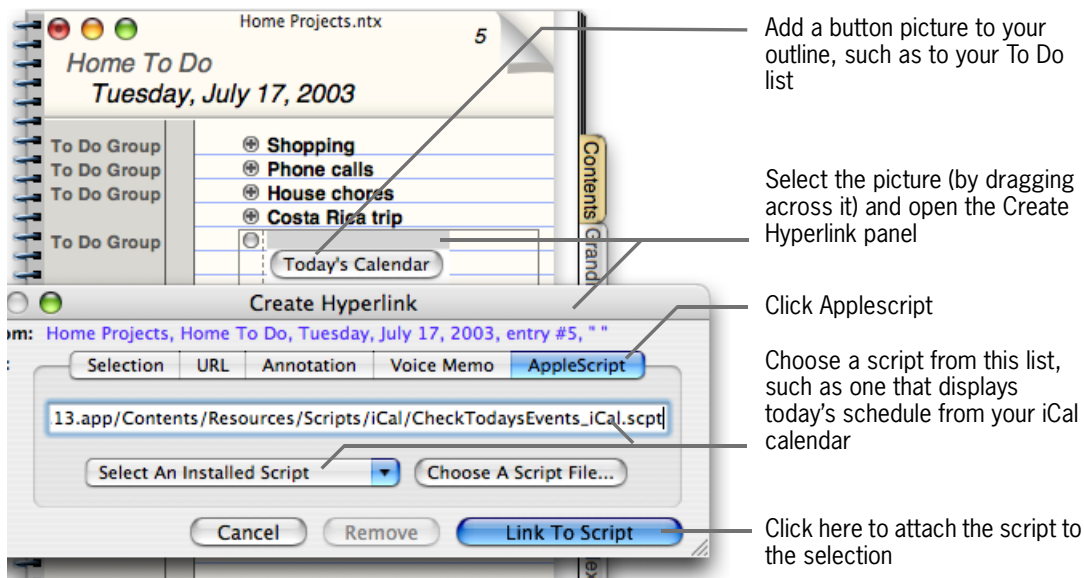 Home Projects.ntx
5
Home To Do
Tuesday, July 17, 2003
To Do Group
Shopping
To Do Group
Phone calls
To Do Group
House chores
Costa Rica trip
To Do Group
Today's Calendar
Contents
Grand
Create Hyperlink
om: Home Projects, Home To Do, Tuesday, July 17, 2003, entry #5, " "
Selection URL Annotation Voice Memo AppleScript
.13.app/Contents/Resources/Scripts/iCal/CheckTodaysEvents_iCal.scpt
Select An Installed Script Choose A Script File...
Cancel Remove Link To Script
ex
Add a button picture to your
outline, such as to your To Do
list
Select the picture (by dragging
across it) and open the Create
Hyperlink panel
Click Applescript
Choose a script from this list,
such as one that displays
today's schedule from your iCal
calendar
Click here to attach the script to
the selection